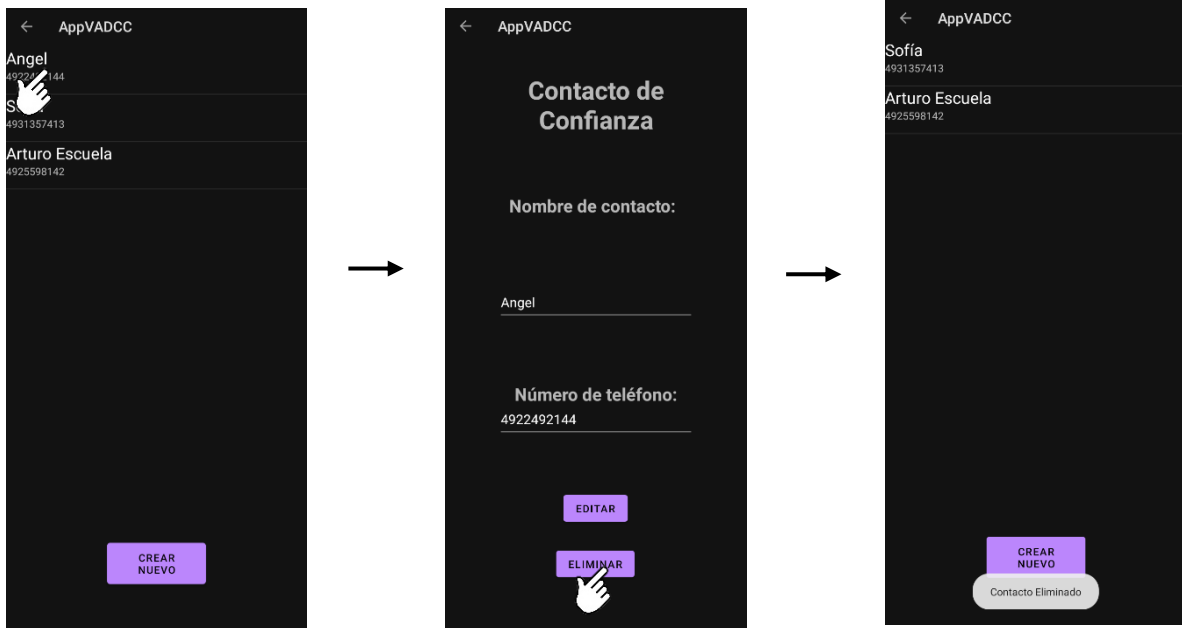 AppVADCC
Angel
4931357413
Arturo Escuela
4925598142
CREAR
NUEVO
AppVADCC
Contacto de
Confianza
Nombre de contacto:
Angel
Número de teléfono:
4922492144
EDITAR
ELIMINAR
AppVADCC
Sofía
4931357413
Arturo Escuela
4925598142
CREAR
NUEVO
Contacto Eliminado